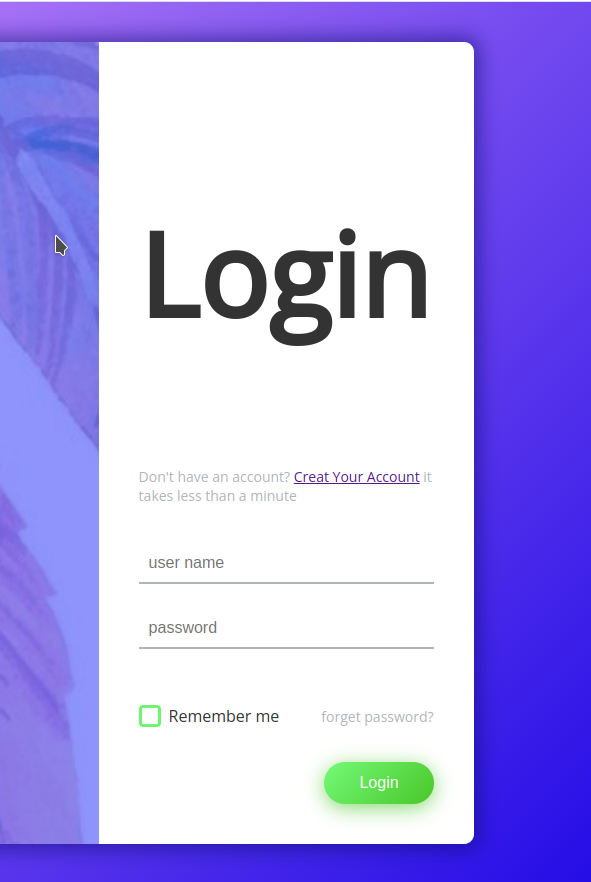 Login
Don't have an account? Creat Your Account it
takes less than a minute
user name
password
Remember me forget password?
Login